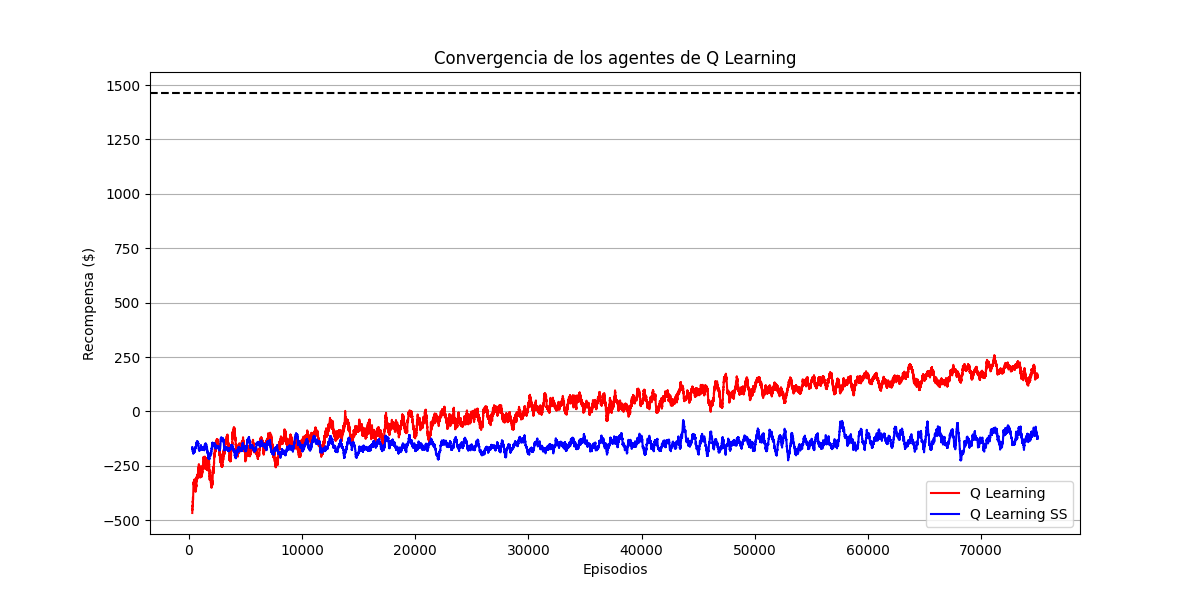 Convergencia de los agentes de Q Learning
Recompensa ($)
1500
1250
1000
750
500
250
0
−250
−500
0 10000 20000 30000 40000 50000 60000 70000
Episodios
Q Learning
Q Learning SS